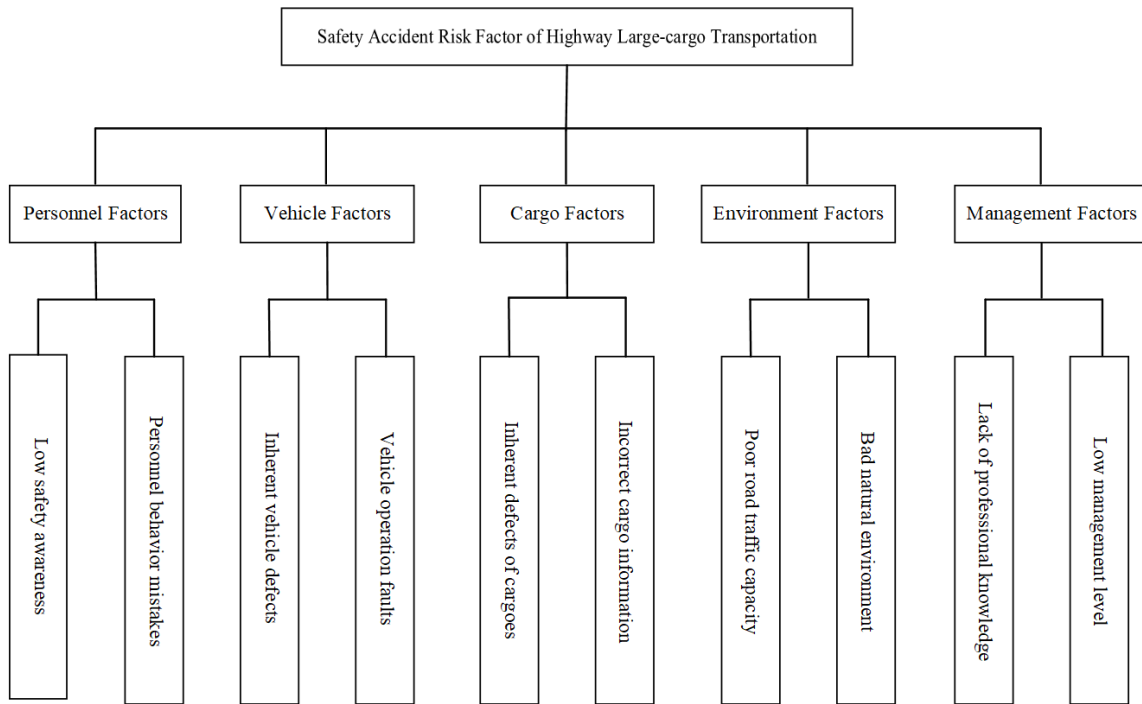 Safety Accident Risk Factor of Highway Large-cargo Transportation
Personnel Factors
Vehicle Factors
Cargo Factors
Environment Factors
Management Factors
Low safety awareness
Personnel behavior mistakes
Inherent vehicle defects
Vehicle operation faults
Inherent defects of cargoes
Incorrect cargo information
Poor road traffic capacity
Bad natural environment
Lack of professional knowledge
Low management level